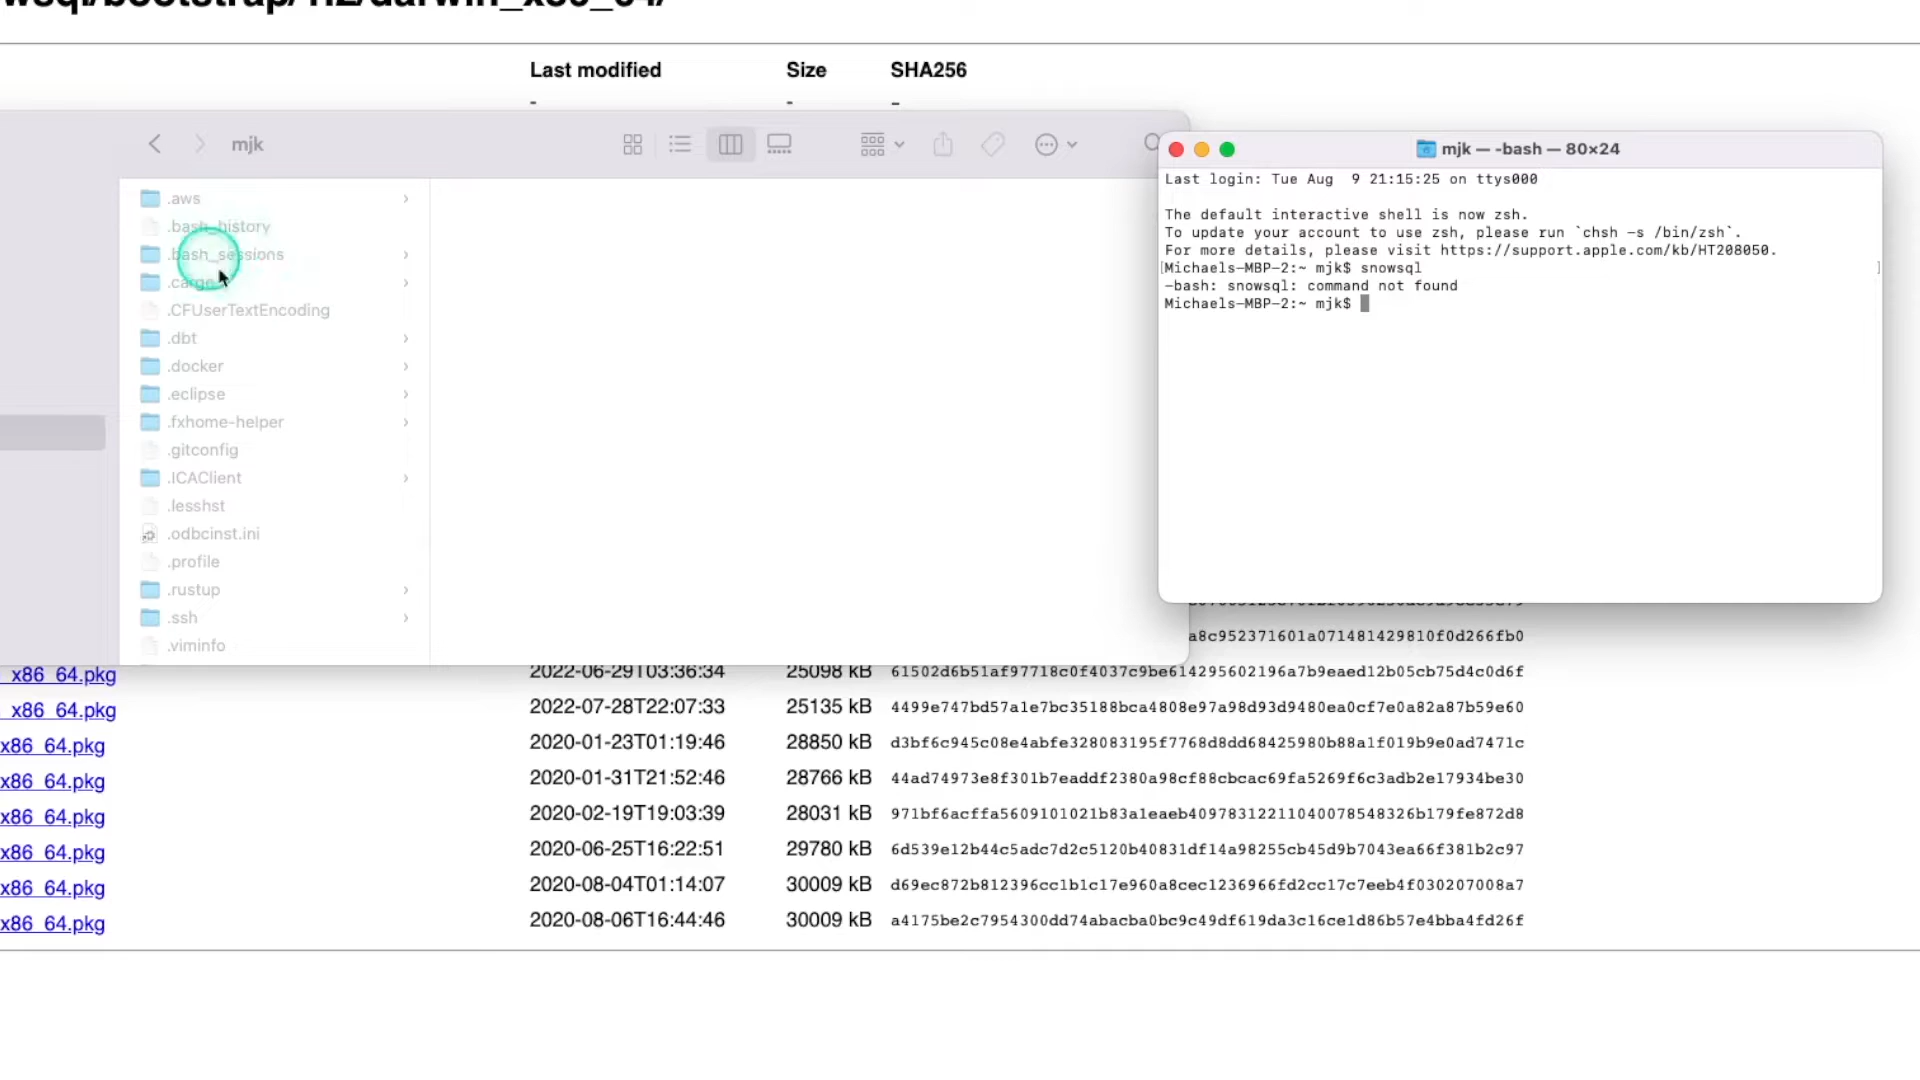 Last modified Size SHA256
- - -
mjk
.aws
.bash_history
.bash_sessions
.cargo
.CFUserTextEncoding
.dbt
.docker
.eclipse
.fxhome-helper
.gitconfig
.ICAClient
.lesshst
.odbcinst.ini
.profile
.rustup
.ssh
.viminfo
mjk — -bash — 80×24
Last login: Tue Aug  9 21:15:25 on ttys000
The default interactive shell is now zsh.
To update your account to use zsh, please run `chsh -s /bin/zsh`.
For more details, please visit https://support.apple.com/kb/HT208050.
[Michaels-MBP-2:~ mjk$ snowsql ]
-bash: snowsql: command not found
Michaels-MBP-2:~ mjk$
a8c952371601a071481429810f0d266fb0
x86_64.pkg 2022-06-29T03:36:34 25098 kB 61502d6b51af97718c0f4037c9be614295602196a7b9eaed12b05cb75d4c0d6f
x86_64.pkg 2022-07-28T22:07:33 25135 kB 4499e747bd57a1e7bc35188bca4808e97a98d93d9480ea0cf7e0a82a87b59e60
x86_64.pkg 2020-01-23T01:19:46 28850 kB d3bf6c945c08e4abfe328083195f7768d8dd68425980b88a1f019b9e0ad7471c
x86_64.pkg 2020-01-31T21:52:46 28766 kB 44ad74973e8f301b7eaddf2380a98cf88cbcac69fa5269f6c3adb2e17934be30
x86_64.pkg 2020-02-19T19:03:39 28031 kB 971bf6acffa5609101021b83a1eaeb40978312211040078548326b179fe872d8
x86_64.pkg 2020-06-25T16:22:51 29780 kB 6d539e12b44c5adc7d2c5120b40831df14a98255cb45d9b7043ea66f381b2c97
x86_64.pkg 2020-08-04T01:14:07 30009 kB d69ec872b812396cc1b1c17e960a8cec1236966fd2cc17c7eeb4f030207008a7
x86_64.pkg 2020-08-06T16:44:46 30009 kB a4175be2c7954300dd74abacba0bc9c49df619da3c16ce1d86b57e4bba4fd26f